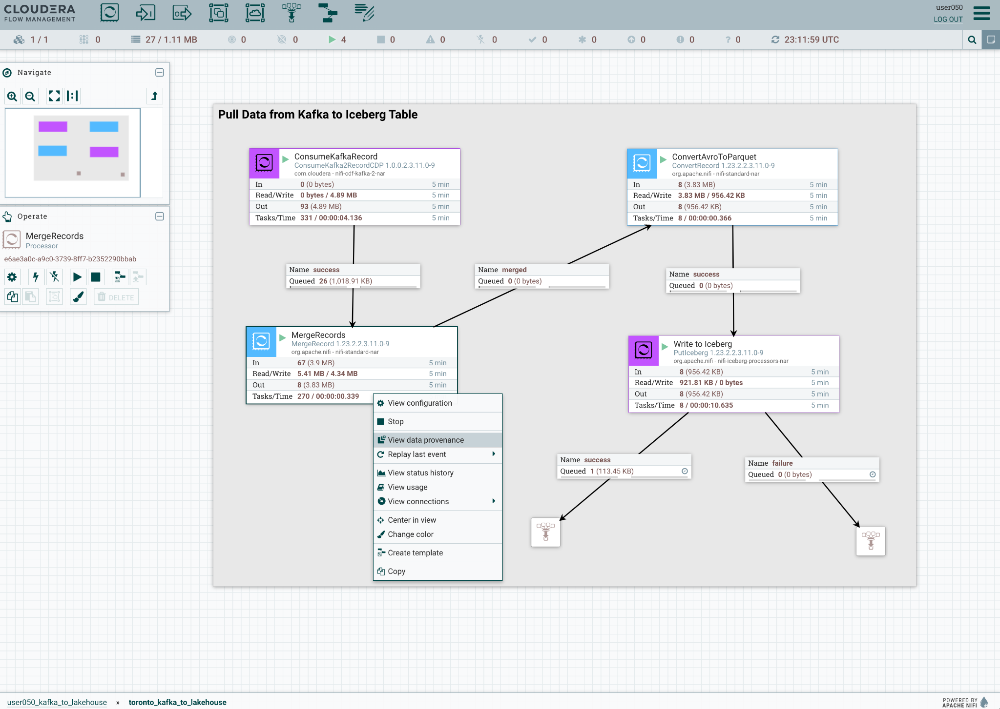 CLOUDERA
FLOW MANAGEMENT
user050
LOG OUT
1 / 1
0
27 / 1.11 MB
0
0
4
0
0
0
0
0
0
0
? 0
23:11:59 UTC
Navigate
Operate
MergeRecords
Processor
e6ae3a0c-a9c0-3739-8ff7-b2352290bbab
DELETE
Pull Data from Kafka to Iceberg Table
ConsumeKafkaRecord
ConsumeKafka2RecordCDP 1.0.0.2.3.11.0-9
com.cloudera - nifi-cdf-kafka-2-nar
In 0 (0 bytes) 5 min
Read/Write 0 bytes / 4.89 MB 5 min
Out 93 (4.89 MB) 5 min
Tasks/Time 331 / 00:00:04.136 5 min
ConvertAvroToParquet
ConvertRecord 1.23.2.2.3.11.0-9
org.apache.nifi - nifi-standard-nar
In 8 (3.83 MB) 5 min
Read/Write 3.83 MB / 956.42 KB 5 min
Out 8 (956.42 KB) 5 min
Tasks/Time 8 / 00:00:00.366 5 min
Name success
Queued 26 (1,018.91 KB)
Name merged
Queued 0 (0 bytes)
Name success
Queued 0 (0 bytes)
MergeRecords
MergeRecord 1.23.2.2.3.11.0-9
org.apache.nifi - nifi-standard-nar
In 67 (3.9 MB) 5 min
Read/Write 5.41 MB / 4.34 MB 5 min
Out 8 (3.83 MB) 5 min
Tasks/Time 270 / 00:00:00.339
Write to Iceberg
PutIceberg 1.23.2.2.3.11.0-9
org.apache.nifi - nifi-iceberg-processors-nar
In 8 (956.42 KB) 5 min
Read/Write 921.81 KB / 0 bytes 5 min
Out 8 (956.42 KB) 5 min
Tasks/Time 8 / 00:00:10.635 5 min
View configuration
Stop
View data provenance
Replay last event
View status history
View usage
View connections
Center in view
Change color
Create template
Copy
Name success
Queued 1 (113.45 KB)
Name failure
Queued 0 (0 bytes)
user050_kafka_to_lakehouse » toronto_kafka_to_lakehouse
POWERED BY
APACHE NIFI